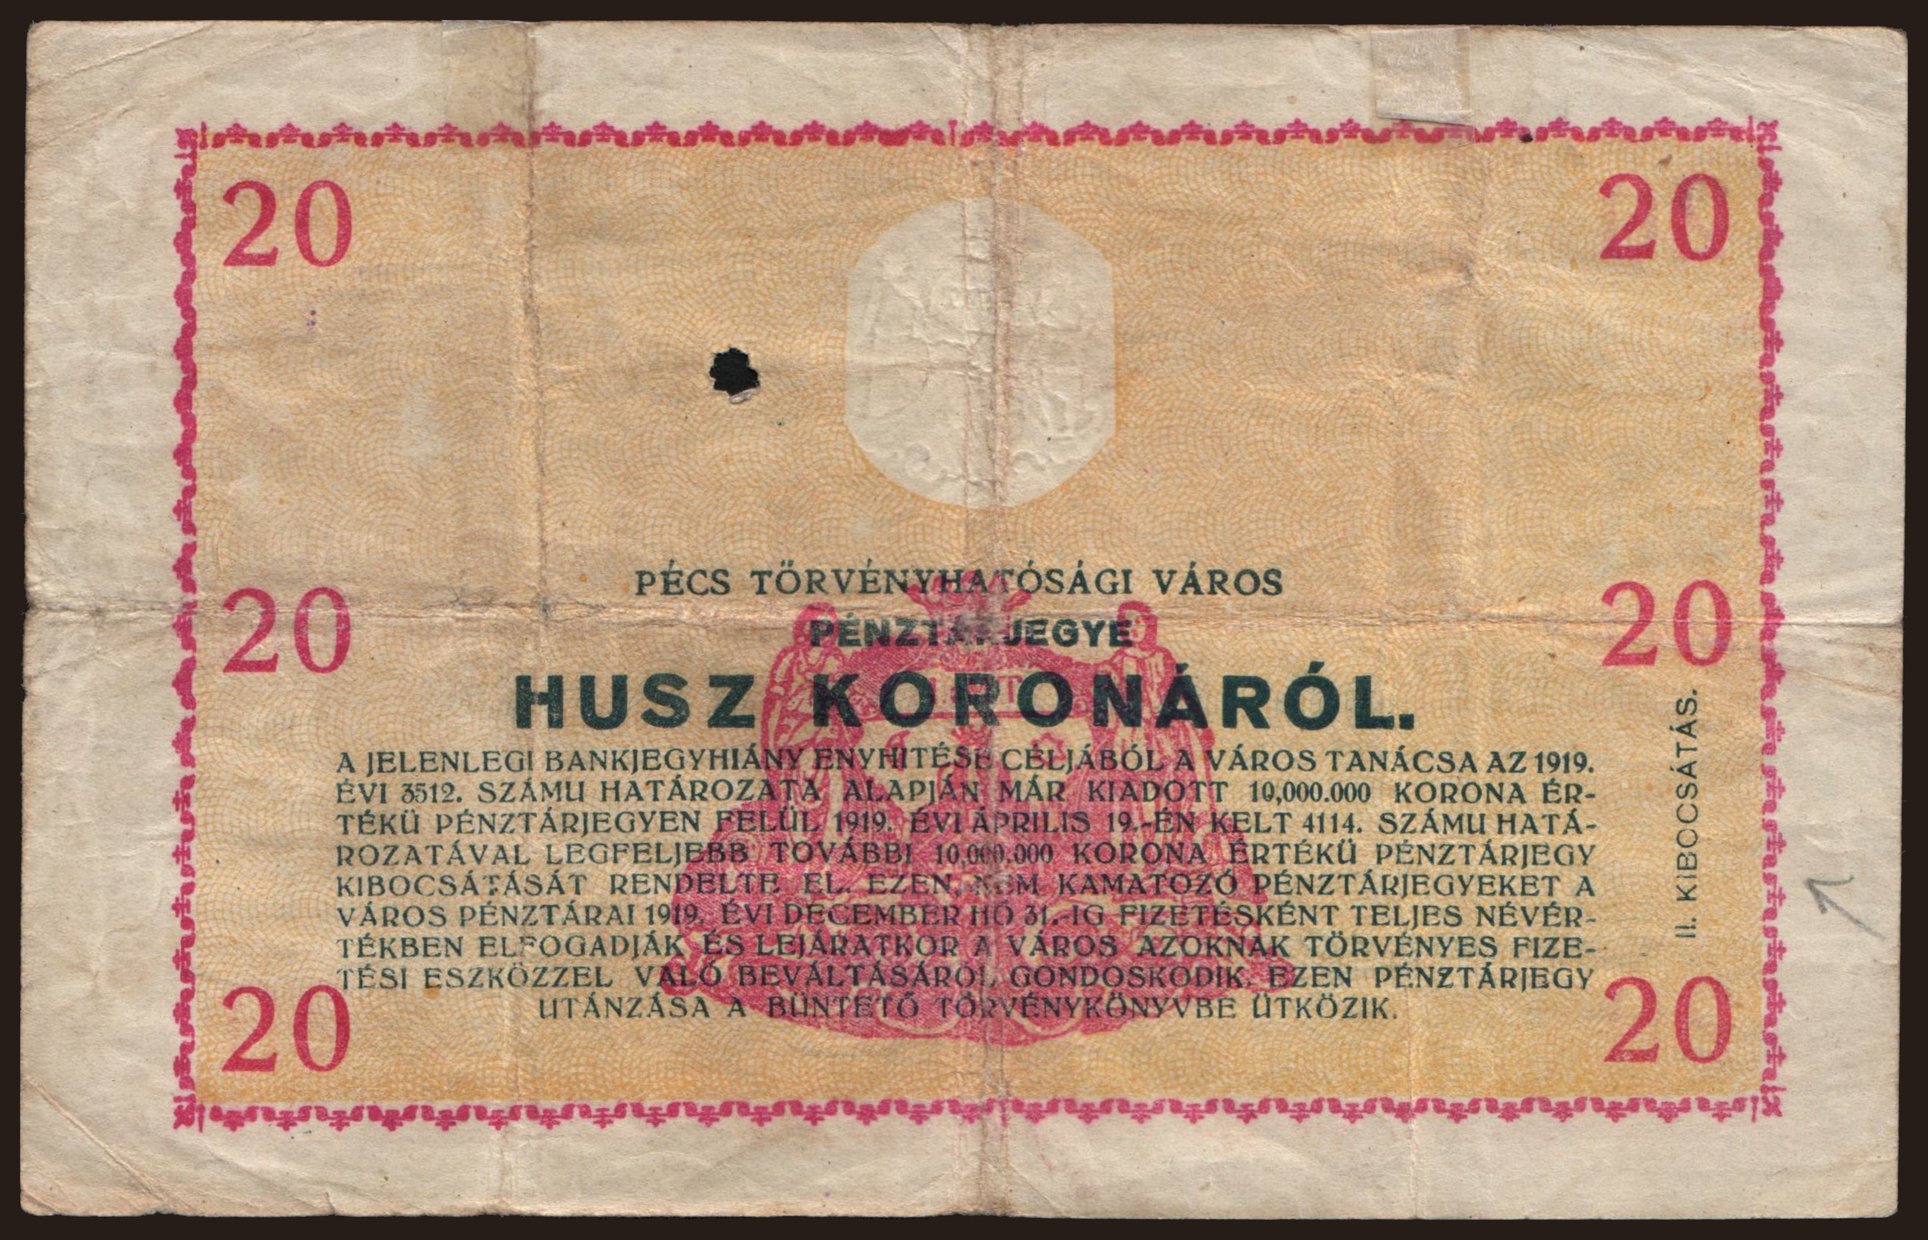 20 20
PÉCS TÖRVÉNYHATÓSÁGI VÁROS
20 PÉNZTÁRJEGYE 20
HUSZ KORONÁRÓL.
A JELENLEGI BANKJEGYHIÁNY ENYHITÉSE CÉLJÁBÓL A VÁROS TANÁCSA AZ 1919.
ÉVI 3512. SZÁMU HATÁROZATA ALAPJÁN MÁR KIADOTT 10,000.000 KORONA ÉR-
TÉKÜ PÉNZTÁRJEGYEN FELÜL 1919. ÉVI ÁPRILIS 19.-ÉN KELT 4114. SZÁMU HATÁ-
ROZATÁVAL LEGFELJEBB TOVÁBBI 10,000.000 KORONA ÉRTÉKÜ PÉNZTÁRJEGY
KIBOCSÁTÁSÁT RENDELTE EL. EZEN, NEM KAMATOZÓ PÉNZTÁRJEGYEKET A
VÁROS PÉNZTÁRAI 1919. ÉVI DECEMBER HÓ 31.-IG FIZETÉSKÉNT TELJES NÉVÉR-
TÉKBEN ELFOGADJÁK ÉS LEJÁRATKOR A VÁROS AZOKNAK TÖRVÉNYES FIZE-
TÉSI ESZKÖZZEL VALÓ BEVÁLTÁSÁRÓL GONDOSKODIK. EZEN PÉNZTÁRJEGY
UTÁNZÁSA A BÜNTETŐ TÖRVÉNYKÖNYVBE ÜTKÖZIK.
II. KIBOCSÁTÁS.
20 20